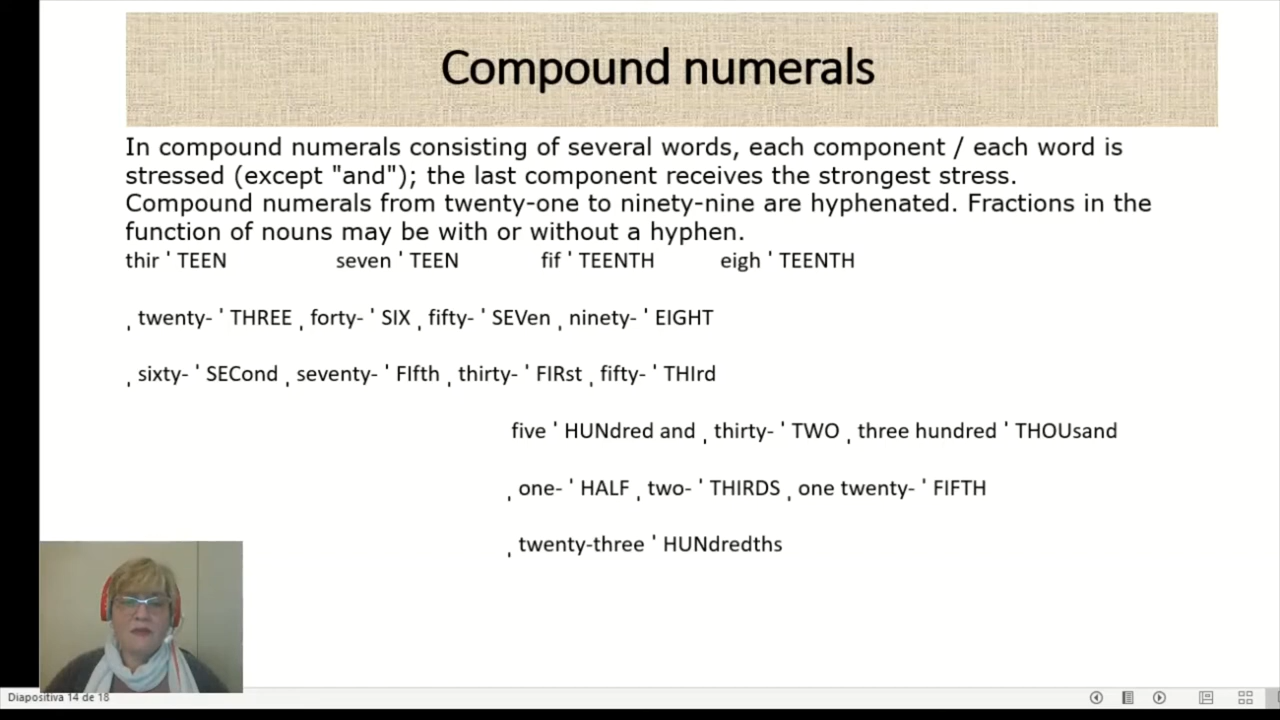 Compound numerals
In compound numerals consisting of several words, each component / each word is
stressed (except "and"); the last component receives the strongest stress.
Compound numerals from twenty-one to ninety-nine are hyphenated. Fractions in the
function of nouns may be with or without a hyphen.
thir ' TEEN seven ' TEEN fif ' TEENTH eigh ' TEENTH
ˌ twenty- ' THREE ˌ forty- ' SIX ˌ fifty- ' SEVen ˌ ninety- ' EIGHT
ˌ sixty- ' SECond ˌ seventy- ' FIfth ˌ thirty- ' FIRst ˌ fifty- ' THIrd
five ' HUNdred and ˌ thirty- ' TWO ˌ three hundred ' THOUsand
ˌ one- ' HALF ˌ two- ' THIRDS ˌ one twenty- ' FIFTH
ˌ twenty-three ' HUNdredths
Diapositiva 14 de 18